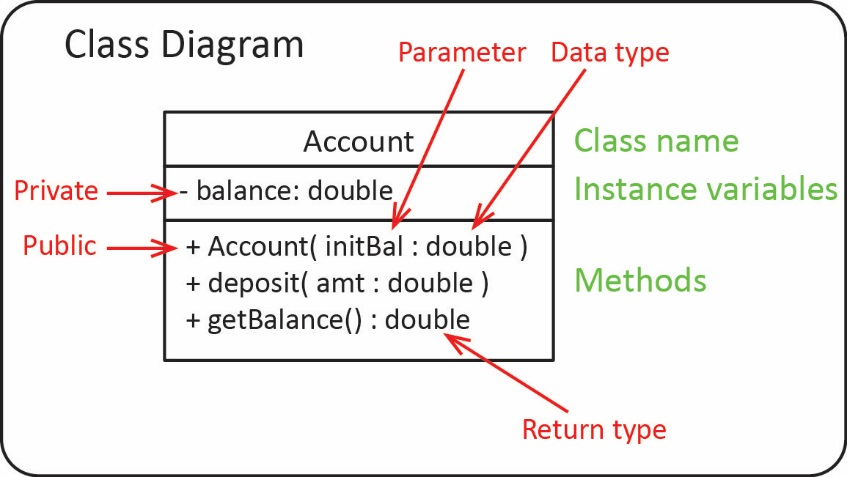 Class Diagram
Parameter
Data type
Account
Class name
Private
- balance: double
Instance variables
Public
+ Account( initBal : double )
+ deposit( amt : double )
Methods
+ getBalance() : double
Return type